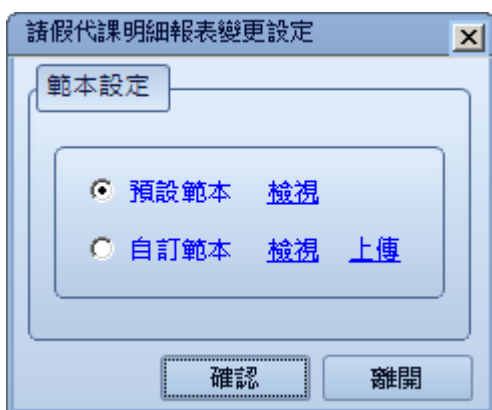 請假代課明細報表變更設定
範本設定
預設範本 檢視
自訂範本 檢視 上傳
確認 離開